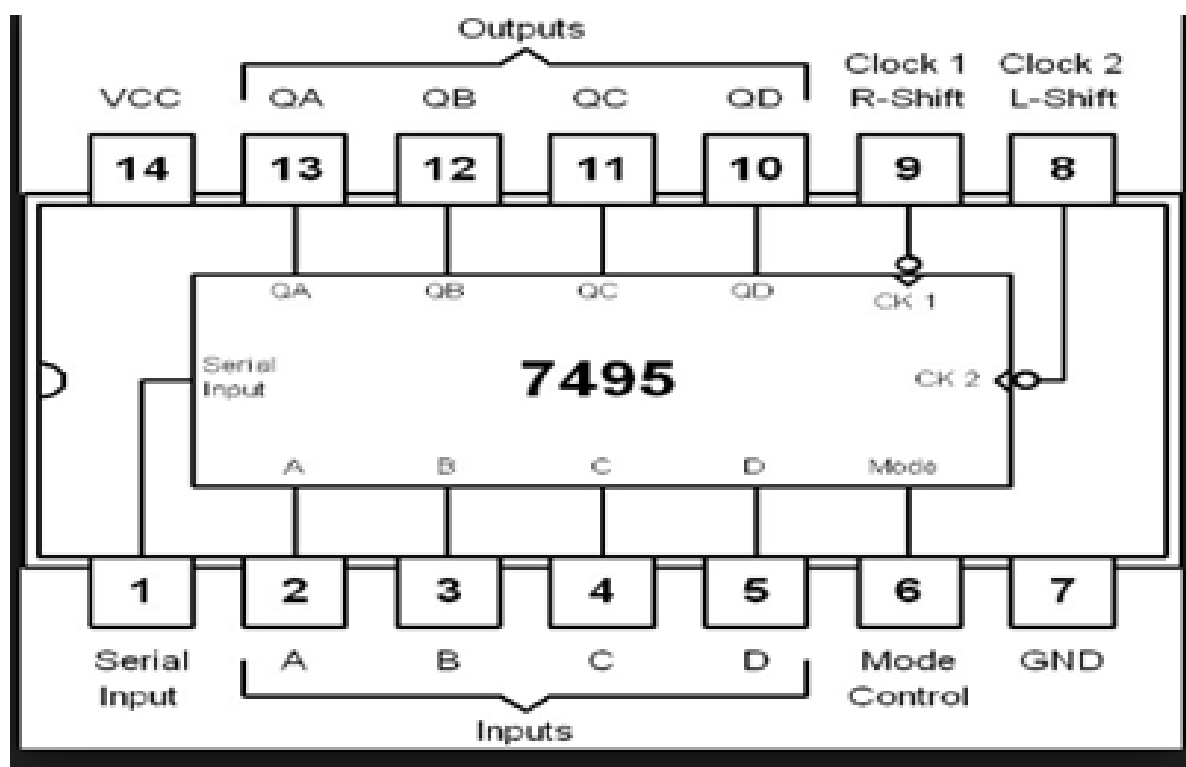 Outputs
Clock 1 Clock 2
VCC QA QB QC QD R-Shift L-Shift
14 13 12 11 10 9 8
QA QB QC QD CK 1
Serial
Input
7495
CK 2
A B C D Mode
1 2 3 4 5 6 7
Serial A B C D Mode GND
Input Control
Inputs